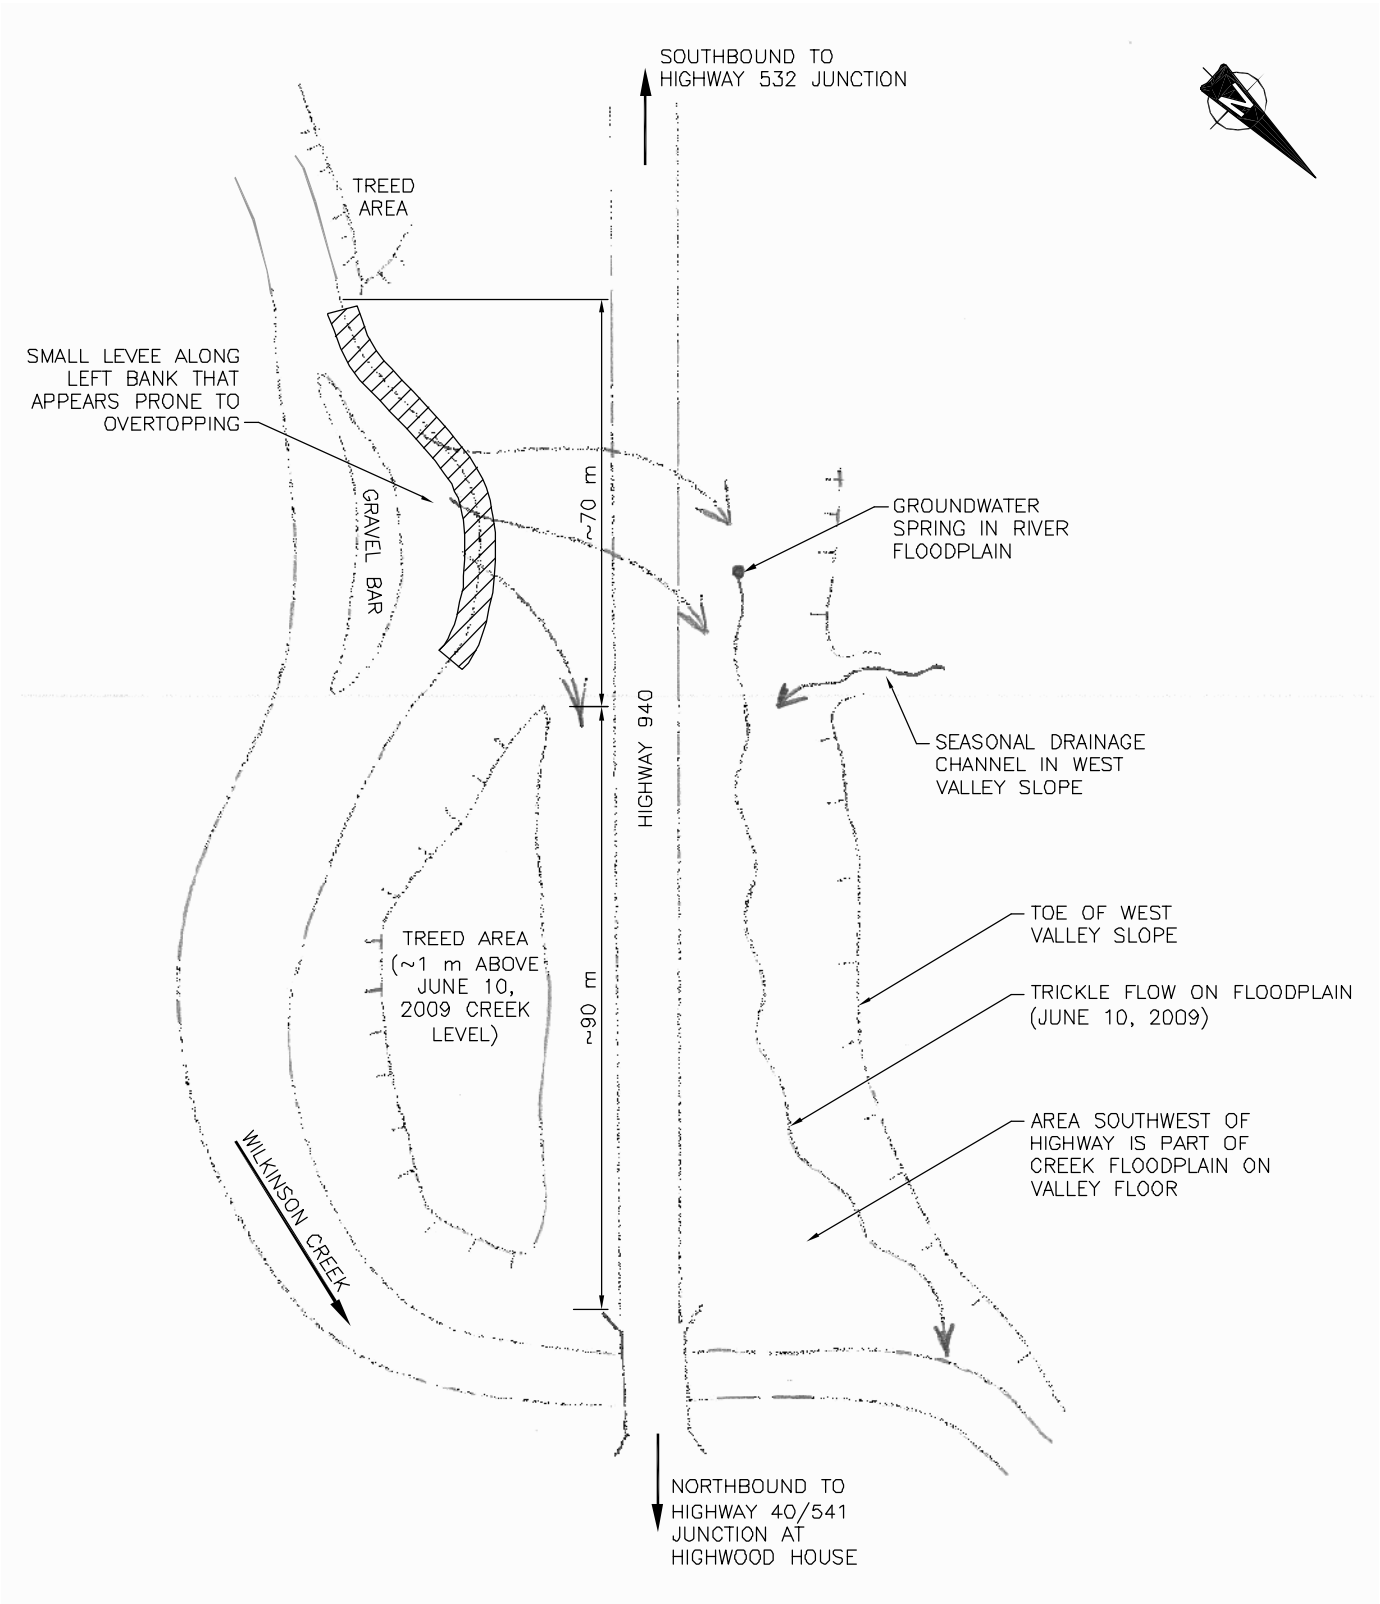 SOUTHBOUND TO
HIGHWAY 532 JUNCTION
N
TREED
AREA
SMALL LEVEE ALONG
LEFT BANK THAT
APPEARS PRONE TO
OVERTOPPING
GRAVEL BAR
~70 m
GROUNDWATER
SPRING IN RIVER
FLOODPLAIN
HIGHWAY 940
SEASONAL DRAINAGE
CHANNEL IN WEST
VALLEY SLOPE
TREED AREA
(~1 m ABOVE
JUNE 10,
2009 CREEK
LEVEL)
~90 m
TOE OF WEST
VALLEY SLOPE
TRICKLE FLOW ON FLOODPLAIN
(JUNE 10, 2009)
AREA SOUTHWEST OF
HIGHWAY IS PART OF
CREEK FLOODPLAIN ON
VALLEY FLOOR
WILKINSON CREEK
NORTHBOUND TO
HIGHWAY 40/541
JUNCTION AT
HIGHWOOD HOUSE